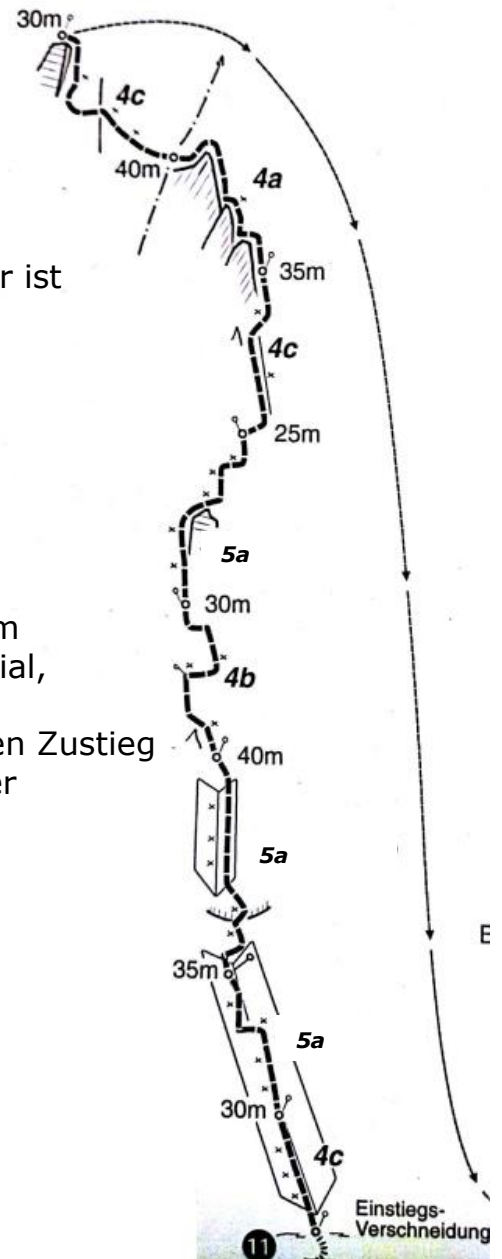 30m
4c
40m
4a
r ist
35m
4c
25m
5a
30m
m
ial,
4b
en Zustieg
er
40m
5a
E
35m
5a
30m
4c
Einstiegs-
Verschneidung
11